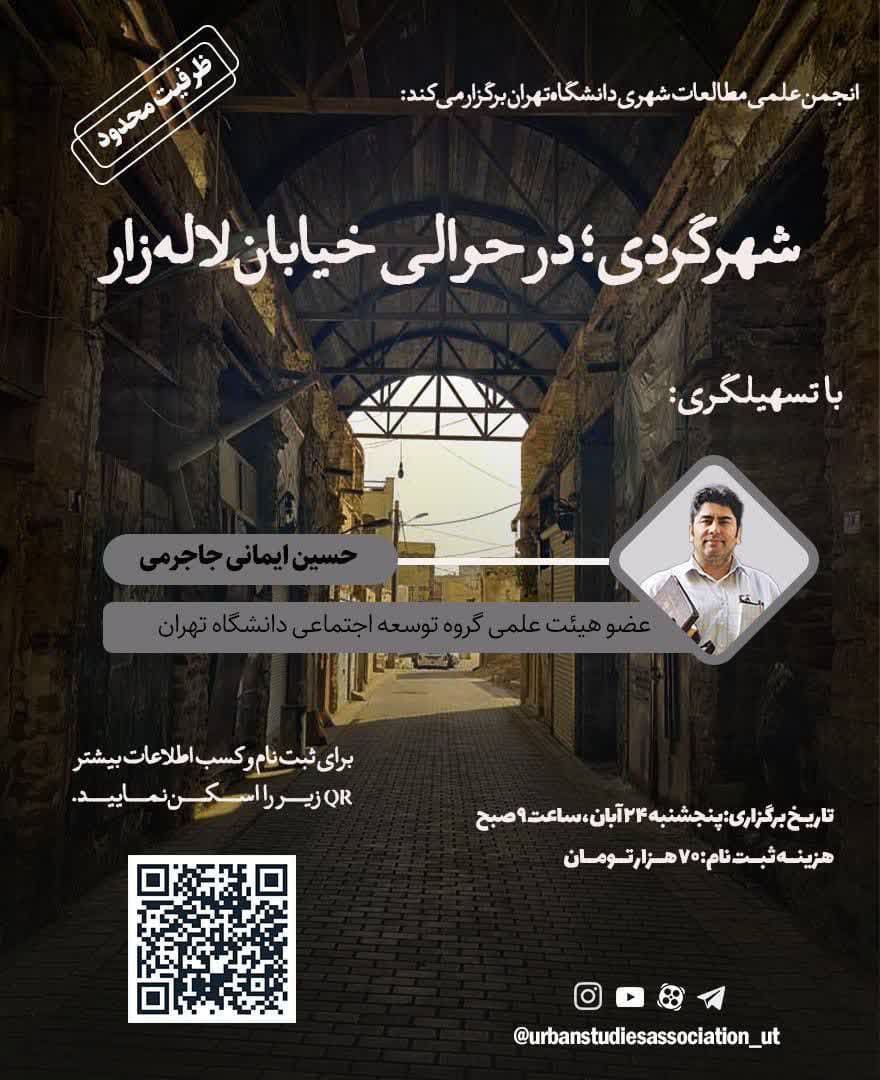 ظرفیت محدود
انجمن علمی مطالعات شهری دانشگاه تهران برگزار می کند:
شهرگردی؛ در حوالی خیابان لاله‌زار
با تسهیلگری:
حسین ایمانی جاجرمی
عضو هیئت علمی گروه توسعه اجتماعی دانشگاه تهران
برای ثبت نام و کسب اطلاعات بیشتر
QR زیر را اسکن نمایید.
تاریخ برگزاری: پنجشنبه ۲۴ آبان، ساعت ۹ صبح
هزینه ثبت نام: ۷۰ هزار تومان
@urbanstudiesassociation_ut